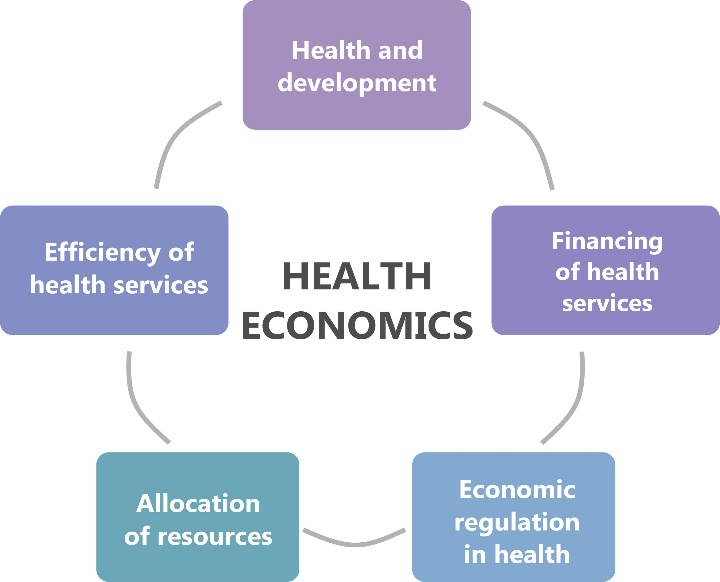 Health and
development
Financing
of health
services
Economic
regulation
in health
Allocation
of resources
Efficiency of
health services
HEALTH
ECONOMICS